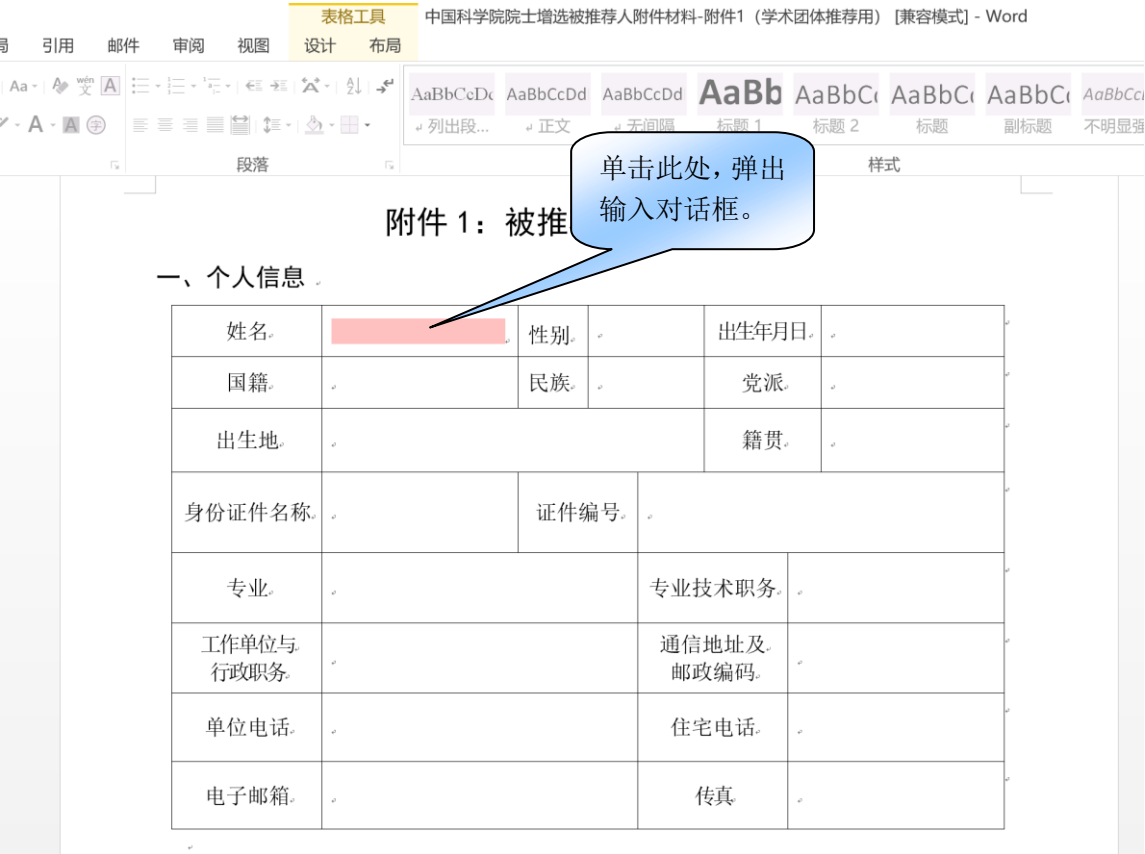 表格工具 中国科学院院士增选被推荐人附件材料-附件1（学术团体推荐用） [兼容模式] - Word
引用 邮件 审阅 视图 设计 布局
Aa wén 文 A
AaBbCcDc AaBbCcDd AaBbCcDd AaBb AaBbC AaBbC AaBbC AaBbCc
A A 字
列出段... 正文 无间隔 标题 1 标题 2 标题 副标题 不明显强
段落 样式
单击此处，弹出
输入对话框。
附件 1：被推
一、个人信息
姓名 性别 出生年月日
国籍 民族 党派
出生地 籍贯
身份证件名称 证件编号
专业 专业技术职务
工作单位与 通信地址及
行政职务 邮政编码
单位电话 住宅电话
电子邮箱 传真